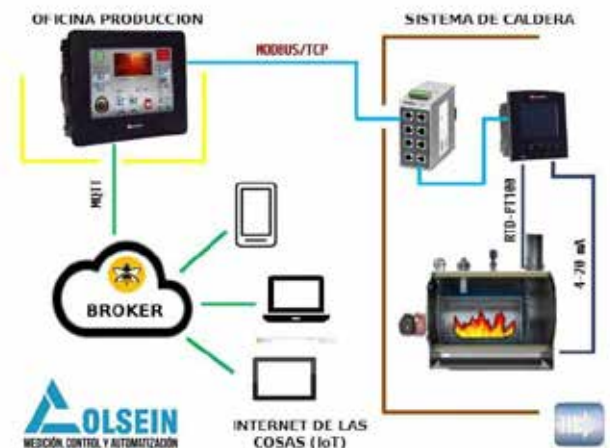 OFICINA PRODUCCION
SISTEMA DE CALDERA
MODBUS/TCP
MQTT
RTD-PT100
4-20 mA
BROKER
INTERNET DE LAS
COSAS (IoT)
COLSEIN
MEDICIÓN, CONTROL Y AUTOMATIZACIÓN